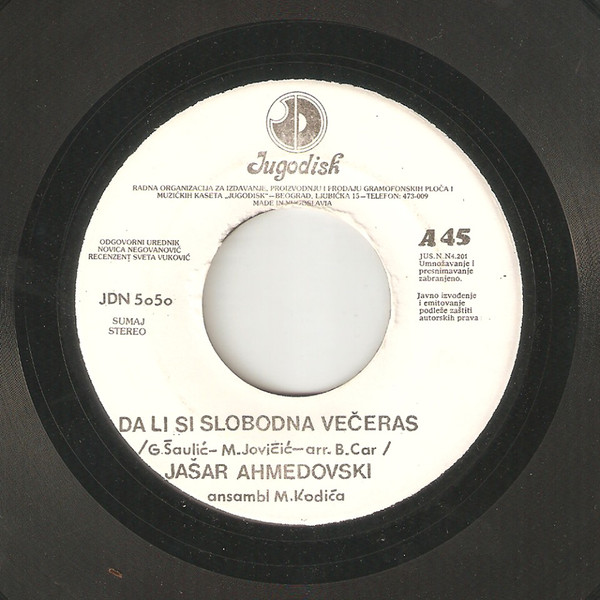 Jugodisk
RADNA ORGANIZACIJA ZA IZDAVANJE, PROIZVODNJU I PRODAJU GRAMOFONSKIH PLOČA I
MUZIČKIH KASETA „JUGODISK"—BEOGRAD, LJUBIČKA 15—TELEFON: 473-009
MADE IN YUGOSLAVIA
ODGOVORNI UREDNIK
NOVICA NEGOVANOVIĆ
RECENZENT SVETA VUKOVIĆ
JDN 5050
SUMAJ
STEREO
A 45
JUS.N.N4.201
Umnožavanje i
presnimavanje
zabranjeno.
Javno izvođenje
i emitovanje
podleže zaštiti
autorskih prava
DA LI SI SLOBODNA VEČERAS
/G.Šaulić- M.Jovičić-arr. B.Car /
JAŠAR AHMEDOVSKI
ansambl M.Kodića